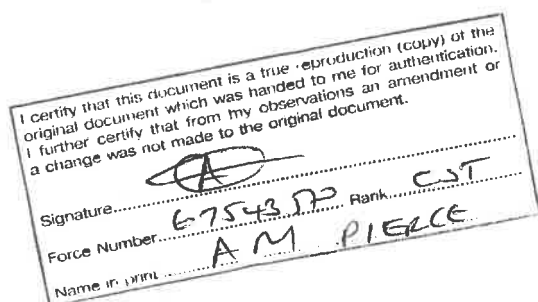 I certify that this document is a true reproduction (copy) of the
original document which was handed to me for authentication.
I further certify that from my observations an amendment or
a change was not made to the original document.
Signature
Force Number Rank CST
Name in print A M PIERCE